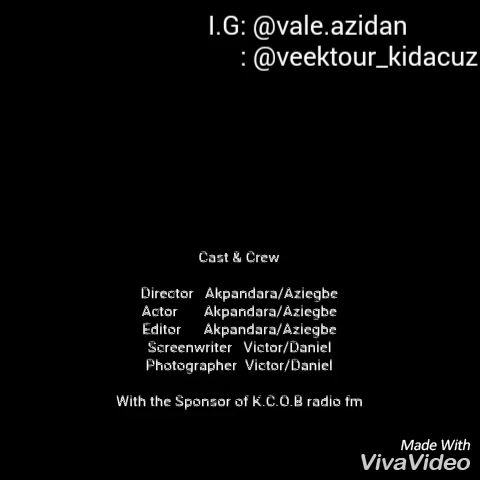 I.G: @vale.azidan
: @veektour_kidacuz
Cast & Crew
Director Akpandara/Aziegbe
Actor Akpandara/Aziegbe
Editor Akpandara/Aziegbe
Screenwriter Victor/Daniel
Photographer Victor/Daniel
With the Sponsor of K.C.O.B radio fm
Made With
VivaVideo